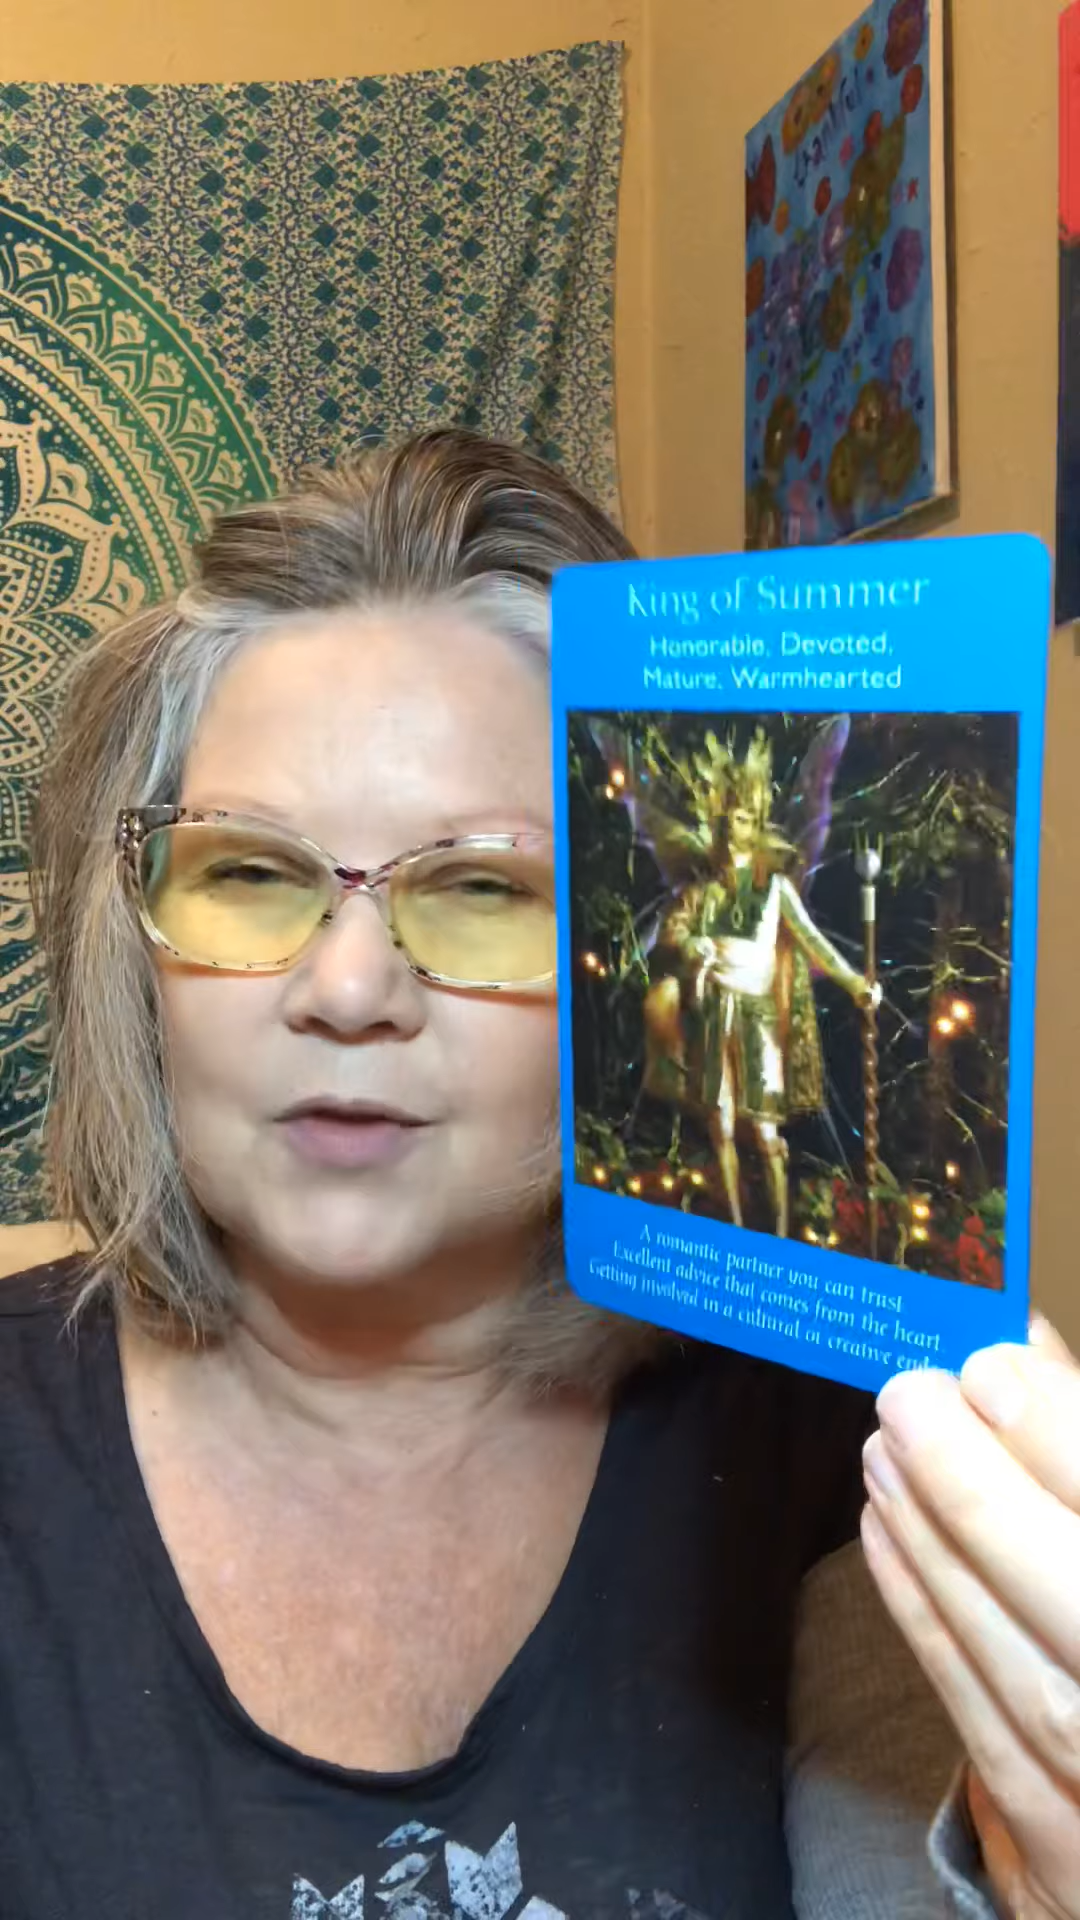 thankful
King of Summer
Honorable, Devoted,
Mature, Warmhearted
A romantic partner you can trust
Excellent advice that comes from the heart.
Getting involved in a cultural or creative